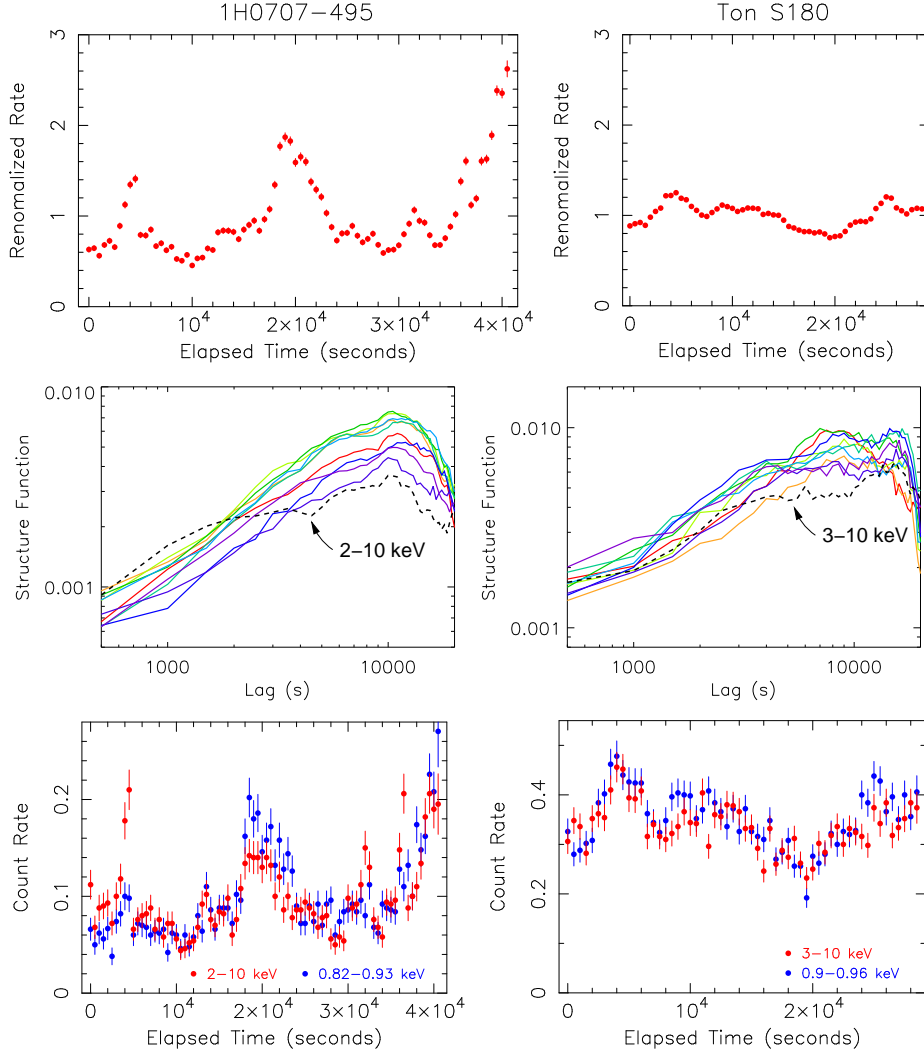 1H0707−495
Ton S180
Renomalized Rate
0 1 2 3
0 10⁴ 2×10⁴ 3×10⁴ 4×10⁴
Elapsed Time (seconds)
Renomalized Rate
0 1 2 3
0 10⁴ 2×10⁴
Elapsed Time (seconds)
Structure Function
0.001 0.010
2−10 keV
1000 10000
Lag (s)
Structure Function
0.001 0.010
3−10 keV
1000 10000
Lag (s)
Count Rate
0 0.1 0.2
2−10 keV 0.82−0.93 keV
0 10⁴ 2×10⁴ 3×10⁴ 4×10⁴
Elapsed Time (seconds)
Count Rate
0 0.2 0.4
3−10 keV
0.9−0.96 keV
0 10⁴ 2×10⁴
Elapsed Time (seconds)